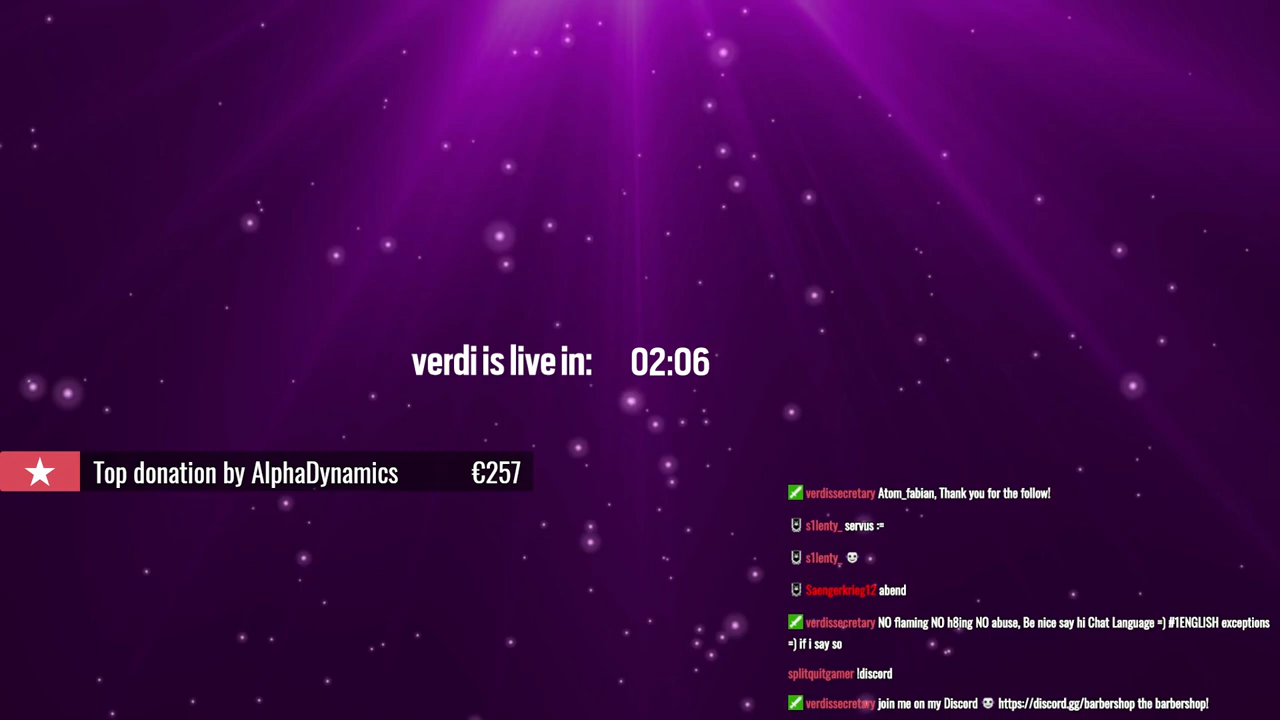 verdi is live in: 02:06
Top donation by AlphaDynamics €257
verdissecretary Atom_fabian, Thank you for the follow!
s1lenty_ servus :=
s1lenty_
Saengerkrieg12 abend
verdissecretary NO flaming NO h8ing NO abuse, Be nice say hi Chat Language =) #1ENGLISH exceptions
=) if i say so
splitquitgamer !discord
verdissecretary join me on my Discord https://discord.gg/barbershop the barbershop!